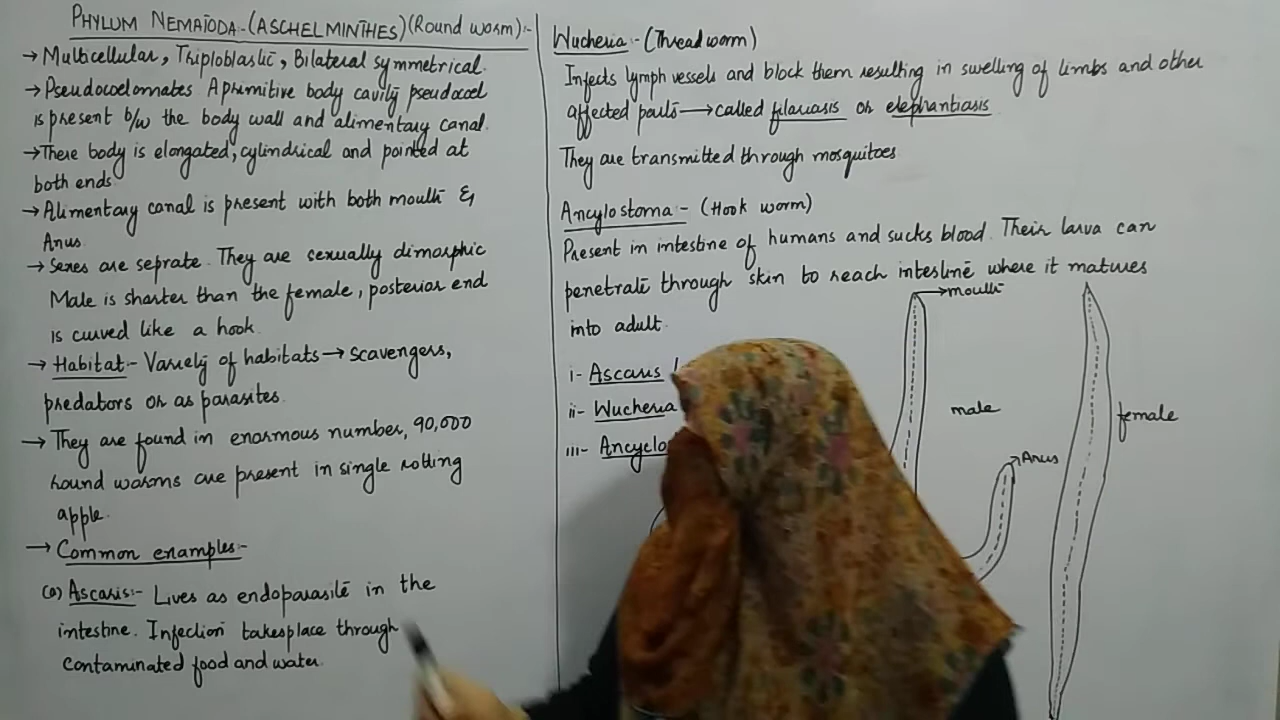 PHYLUM NEMATODA-(ASCHELMINTHES)(Round worm):-
→ Multicellular, Triploblastic, Bilateral symmetrical.
→ Pseudocoelomates A primitive body cavity pseudocoel
is present b/w the body wall and alimentary canal.
→ There body is elongated, cylindrical and pointed at
both ends
→ Alimentary canal is present with both mouth &
Anus.
→ Sexes are seprate. They are sexually dimorphic
Male is sharter than the female, posterior end
is curved like a hook.
→ Habitat:- Variety of habitats → scavengers,
predators or as parasites.
→ They are found in enormous number, 90,000
round worms are present in single rotting
apple.
→ Common examples:-
(a) Ascaris:- Lives as endoparasite in the
intestine. Infection takesplace through
Contaminated food and water.
Wucheria:- (Thread worm)
Infects lymph vessels and block them resulting in swelling of limbs and other
affected parts → called filariasis or elephantiasis.
They are transmitted through mosquitoes
Ancylostoma:- (Hook worm)
Present in intestine of humans and sucks blood. Their larva can
penetrate through skin to reach intestine where it matures
into adult.
i- Ascaris
ii- Wucheria
iii- Ancylo
mouth
male
Anus
female